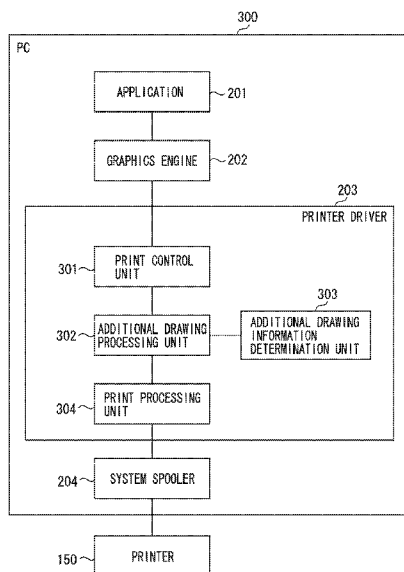 300
PC
APPLICATION
201
GRAPHICS ENGINE
202
203
PRINTER DRIVER
301
PRINT CONTROL
UNIT
303
302
ADDITIONAL DRAWING
PROCESSING UNIT
ADDITIONAL DRAWING
INFORMATION
DETERMINATION UNIT
304
PRINT PROCESSING
UNIT
204
SYSTEM SPOOLER
150
PRINTER